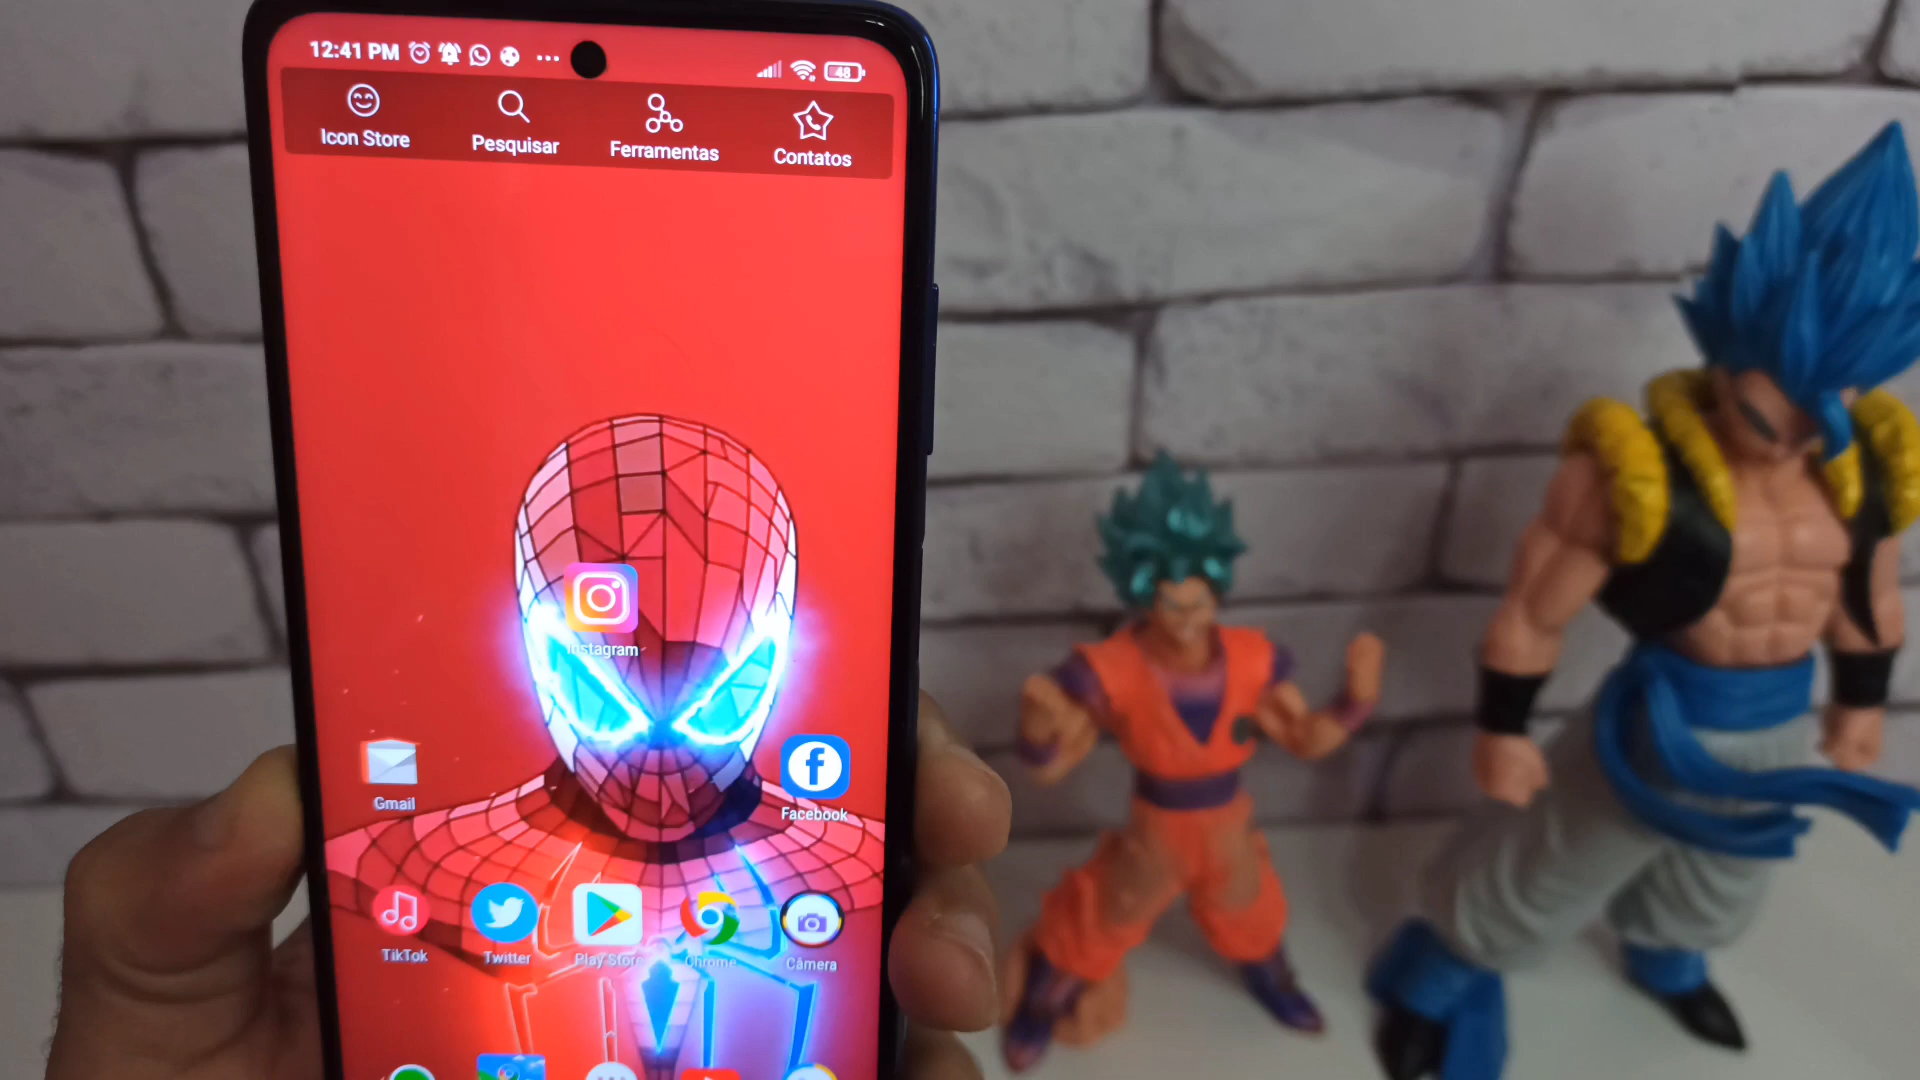 12:41 PM
48
Icon Store
Pesquisar
Ferramentas
Contatos
Instagram
Gmail
Facebook
TikTok
Twitter
Play Store
Chrome
Câmera